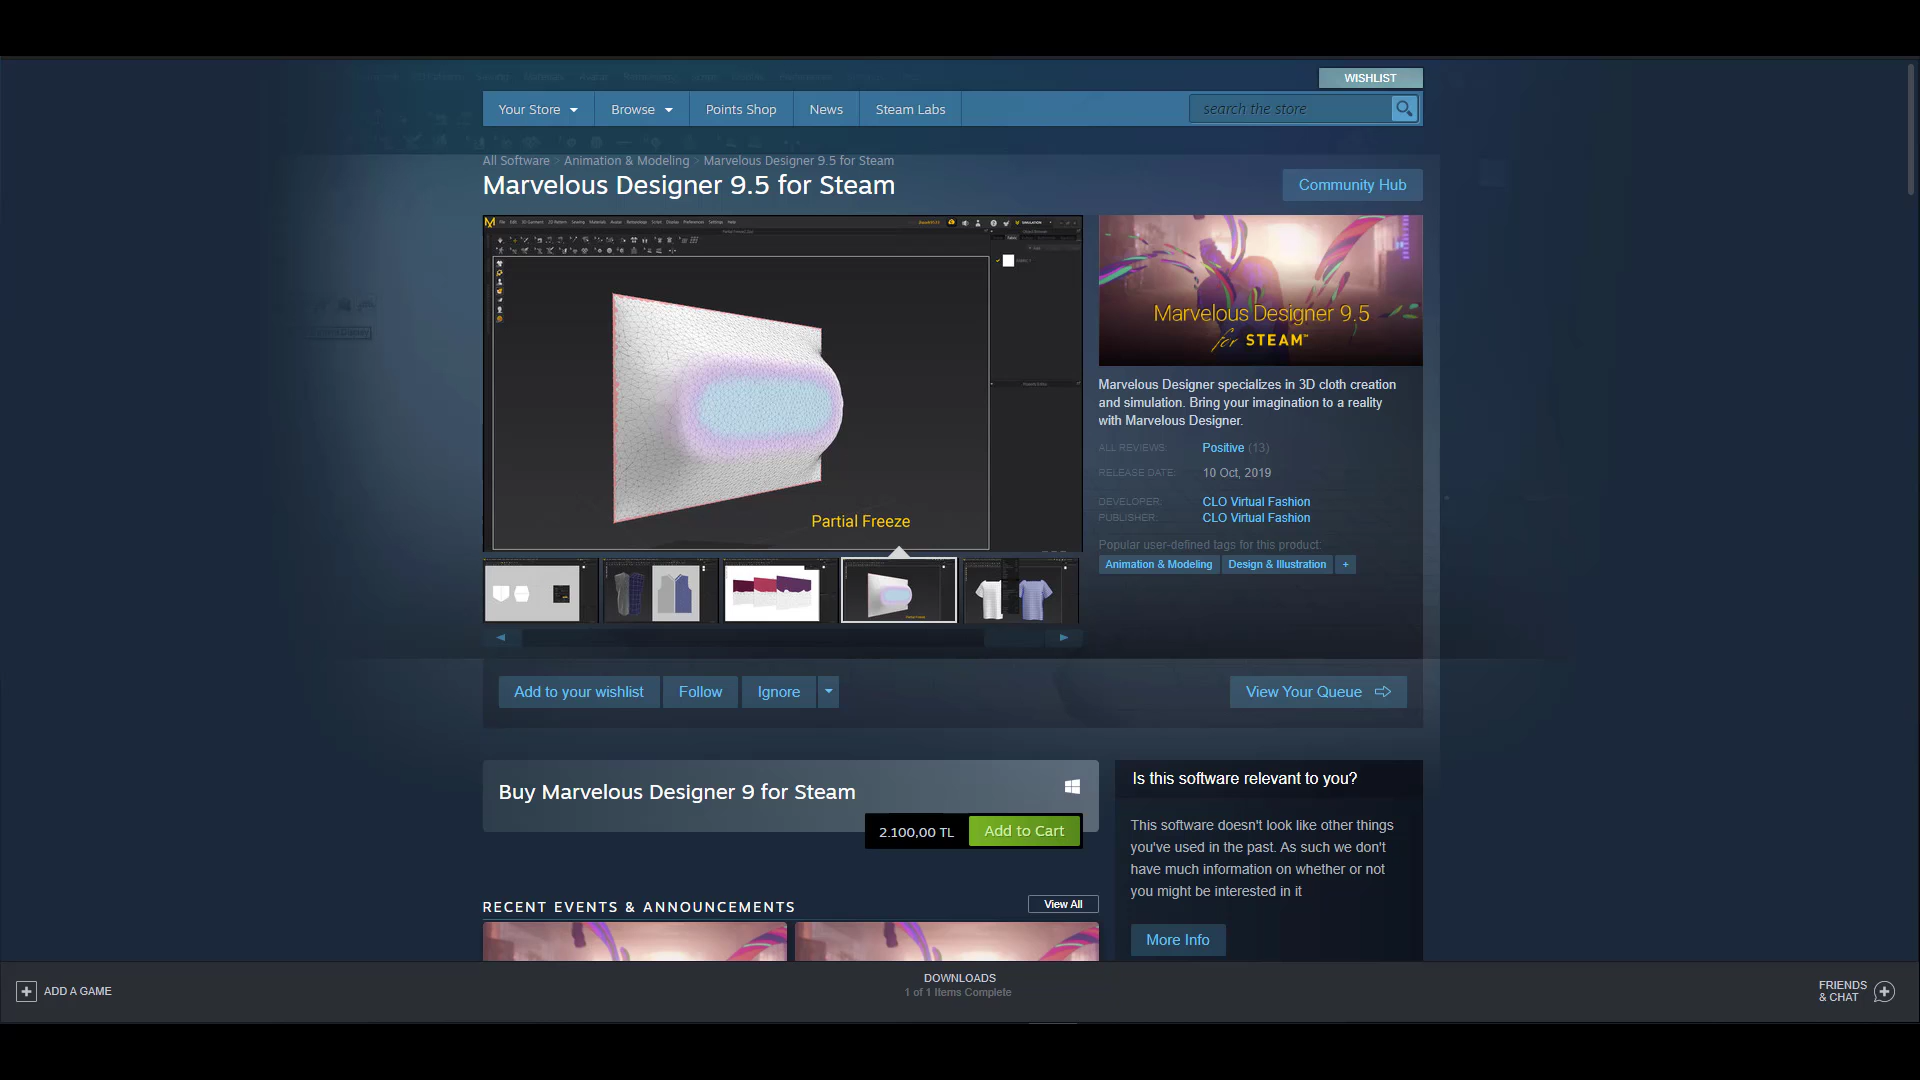 WISHLIST
Your Store
Browse
Points Shop
News
Steam Labs
search the store
All Software > Animation & Modeling > Marvelous Designer 9.5 for Steam
Marvelous Designer 9.5 for Steam
Community Hub
Partial Freeze
Marvelous Designer 9.5
for STEAM™
Marvelous Designer specializes in 3D cloth creation
and simulation. Bring your imagination to a reality
with Marvelous Designer.
ALL REVIEWS: Positive (13)
RELEASE DATE: 10 Oct, 2019
DEVELOPER: CLO Virtual Fashion
PUBLISHER: CLO Virtual Fashion
Popular user-defined tags for this product:
Animation & Modeling
Design & Illustration
+
Add to your wishlist
Follow
Ignore
View Your Queue
Buy Marvelous Designer 9 for Steam
2.100,00 TL
Add to Cart
Is this software relevant to you?
This software doesn't look like other things
you've used in the past. As such we don't
have much information on whether or not
you might be interested in it
More Info
RECENT EVENTS & ANNOUNCEMENTS
View All
ADD A GAME
DOWNLOADS
1 of 1 Items Complete
FRIENDS
& CHAT